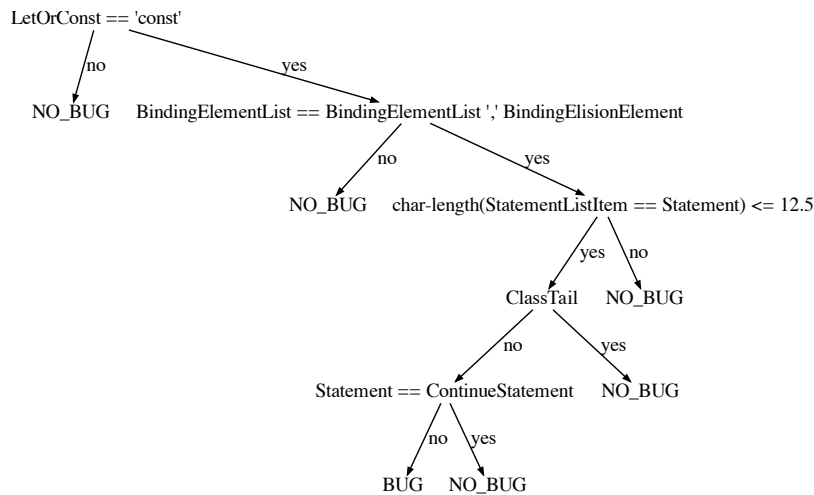 LetOrConst == 'const'
no
yes
NO_BUG
BindingElementList == BindingElementList ',' BindingElisionElement
no
yes
NO_BUG
char-length(StatementListItem == Statement) <= 12.5
yes
no
ClassTail
NO_BUG
no
yes
Statement == ContinueStatement
NO_BUG
no
yes
BUG
NO_BUG